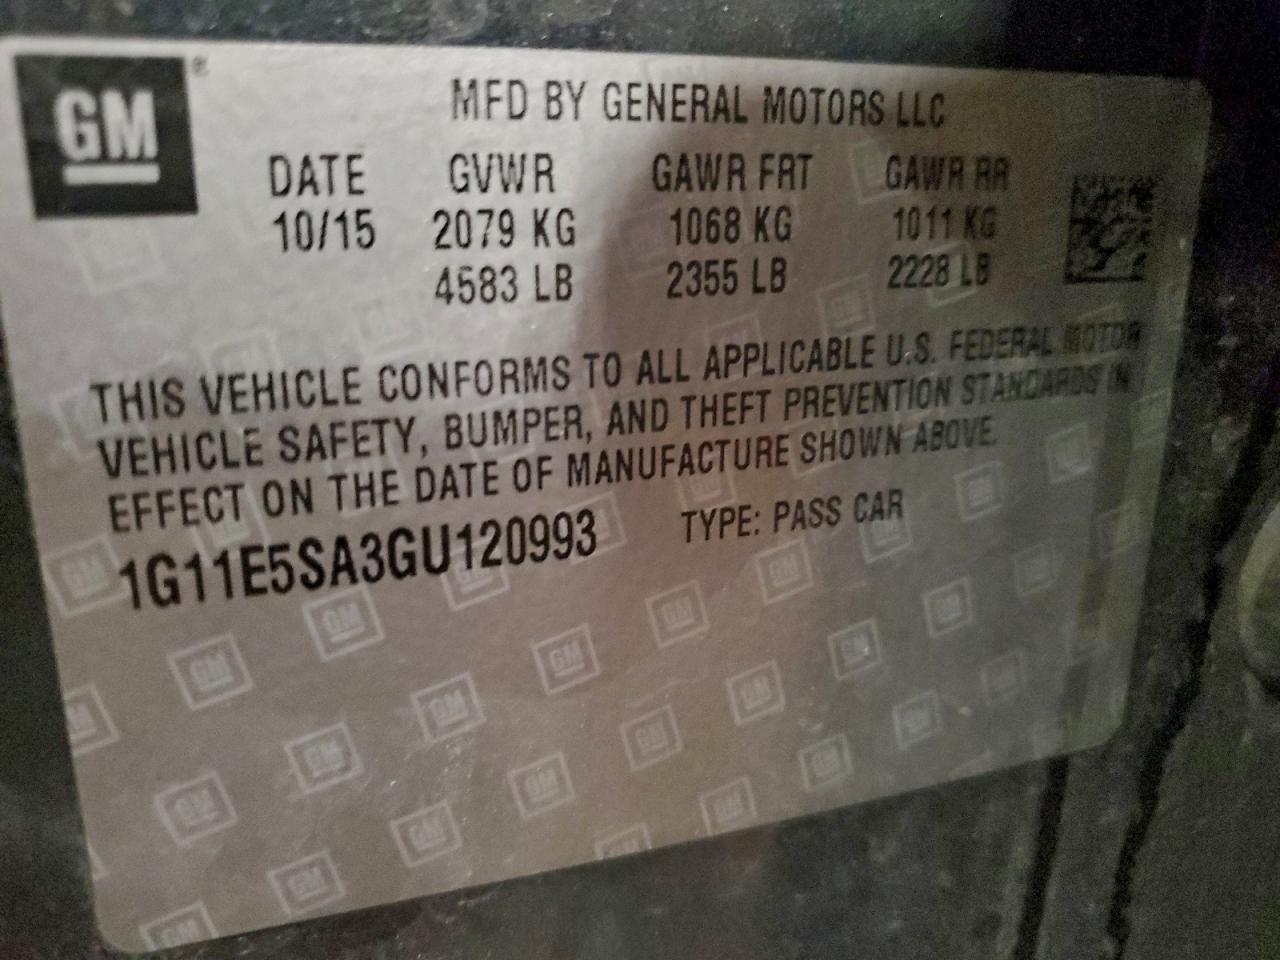 GM ®
MFD BY GENERAL MOTORS LLC
DATE GVWR GAWR FRT GAWR RR
10/15 2079 KG 1068 KG 1011 KG
4583 LB 2355 LB 2228 LB
THIS VEHICLE CONFORMS TO ALL APPLICABLE U.S. FEDERAL MOTOR
VEHICLE SAFETY, BUMPER, AND THEFT PREVENTION STANDARDS IN
EFFECT ON THE DATE OF MANUFACTURE SHOWN ABOVE.
1G11E5SA3GU120993 TYPE: PASS CAR